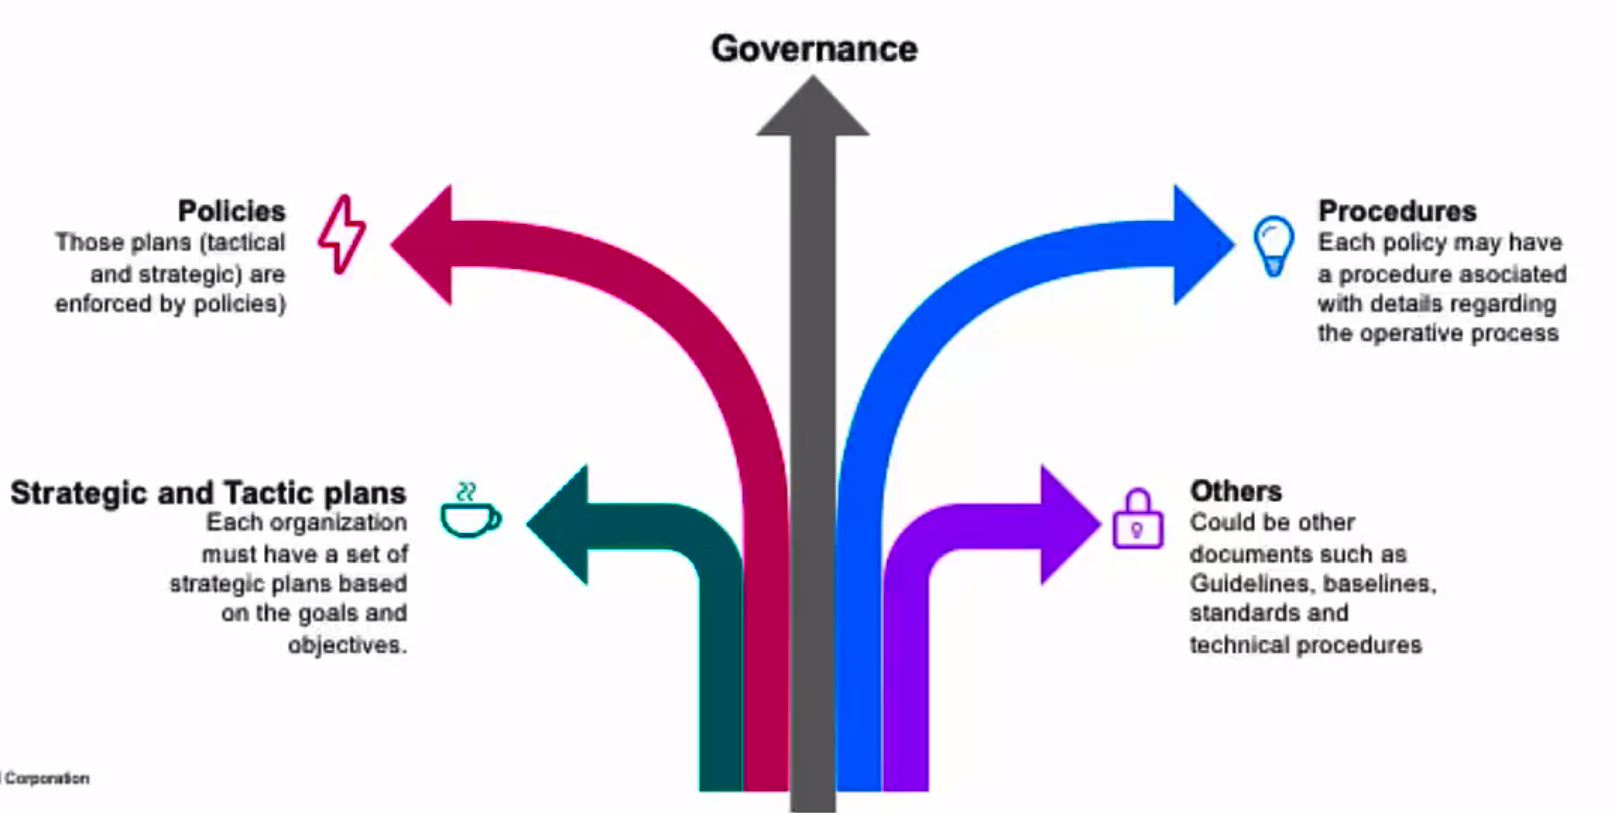 Governance
Policies
Those plans (tactical
and strategic) are
enforced by policies)
Procedures
Each policy may have
a procedure asociated
with details regarding
the operative process
Strategic and Tactic plans
Each organization
must have a set of
strategic plans based
on the goals and
objectives.
Others
Could be other
documents such as
Guidelines, baselines,
standards and
technical procedures
Corporation